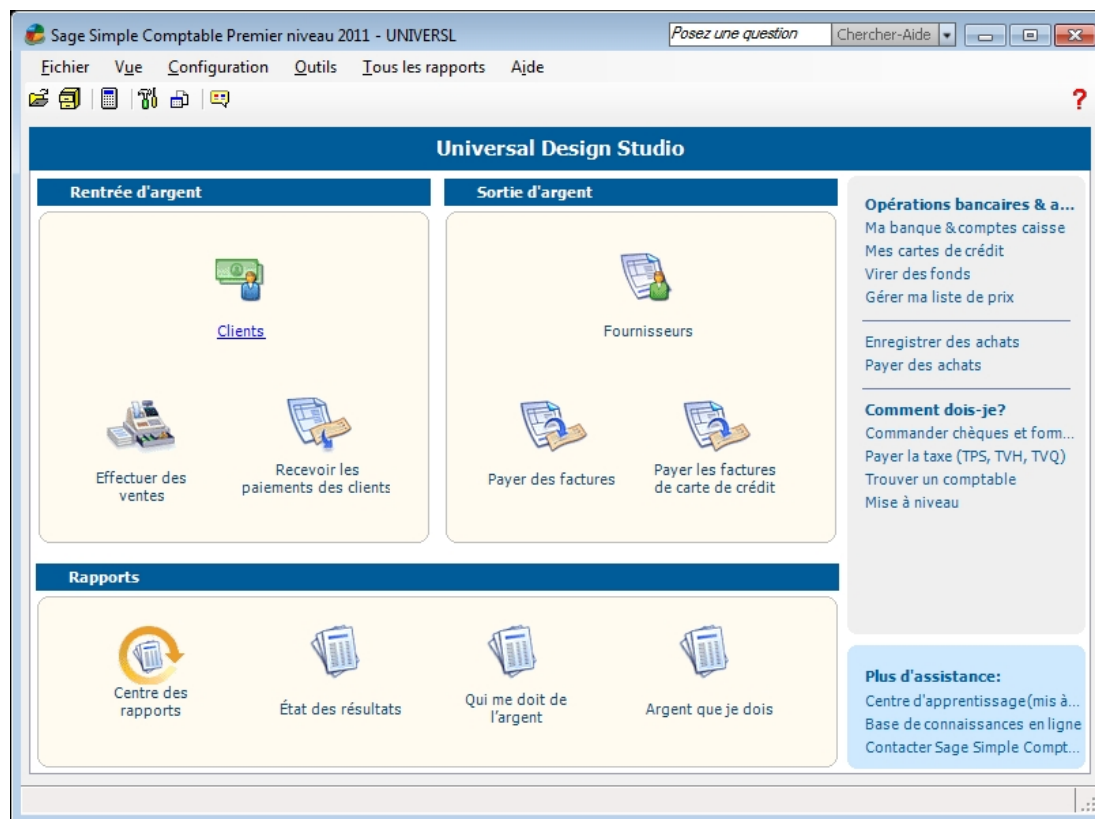 Sage Simple Comptable Premier niveau 2011 - UNIVERSL
Posez une question
Chercher-Aide
Fichier Vue Configuration Outils Tous les rapports Aide
?
Universal Design Studio
Rentrée d'argent
Clients
Effectuer des
ventes
Recevoir les
paiements des clients
Sortie d'argent
Fournisseurs
Payer des factures
Payer les factures
de carte de crédit
Rapports
Centre des
rapports
État des résultats
Qui me doit de
l'argent
Argent que je dois
Opérations bancaires & a...
Ma banque & comptes caisse
Mes cartes de crédit
Virer des fonds
Gérer ma liste de prix
Enregistrer des achats
Payer des achats
Comment dois-je?
Commander chèques et form...
Payer la taxe (TPS, TVH, TVQ)
Trouver un comptable
Mise à niveau
Plus d'assistance:
Centre d'apprentissage (mis à...
Base de connaissances en ligne
Contacter Sage Simple Compt...